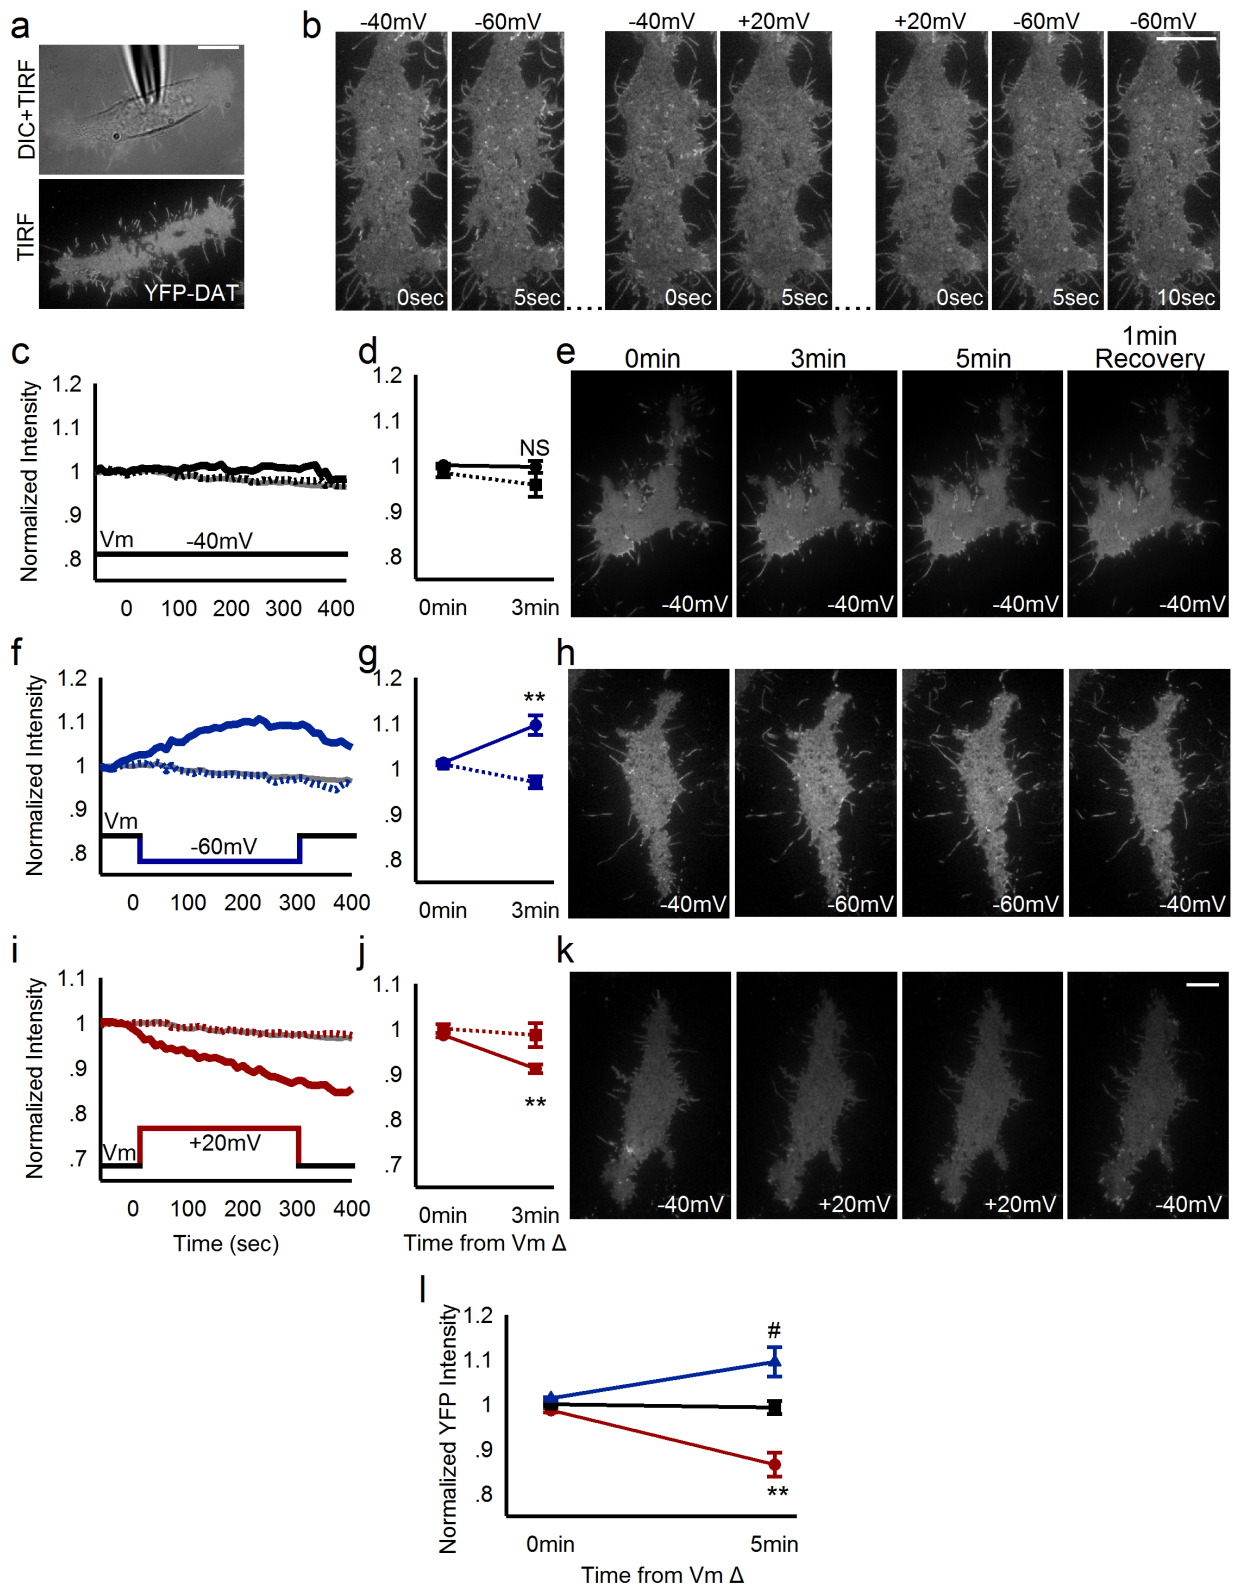 a
DIC+TIRF
TIRF
YFP-DAT
b
-40mV
-60mV
-40mV
+20mV
+20mV
-60mV
-60mV
0sec
5sec
0sec
5sec
0sec
5sec
10sec
c
Normalized Intensity
1.2
1.1
1
.9
.8
Vm
-40mV
0 100 200 300 400
d
1.2
1.1
1
.9
.8
NS
0min 3min
e
0min
3min
5min
1min
Recovery
-40mV
-40mV
-40mV
-40mV
f
Normalized Intensity
1.2
1.1
1
.9
.8
Vm
-60mV
0 100 200 300 400
g
1.2
1.1
1
.9
.8
**
0min 3min
h
-40mV
-60mV
-60mV
-40mV
i
Normalized Intensity
1.1
1
.9
.8
.7
Vm
+20mV
0 100 200 300 400
Time (sec)
j
1.1
1
.9
.8
.7
**
0min 3min
Time from Vm Δ
k
-40mV
+20mV
+20mV
-40mV
l
Normalized YFP Intensity
1.2
1.1
1
.9
.8
#
**
0min 5min
Time from Vm Δ